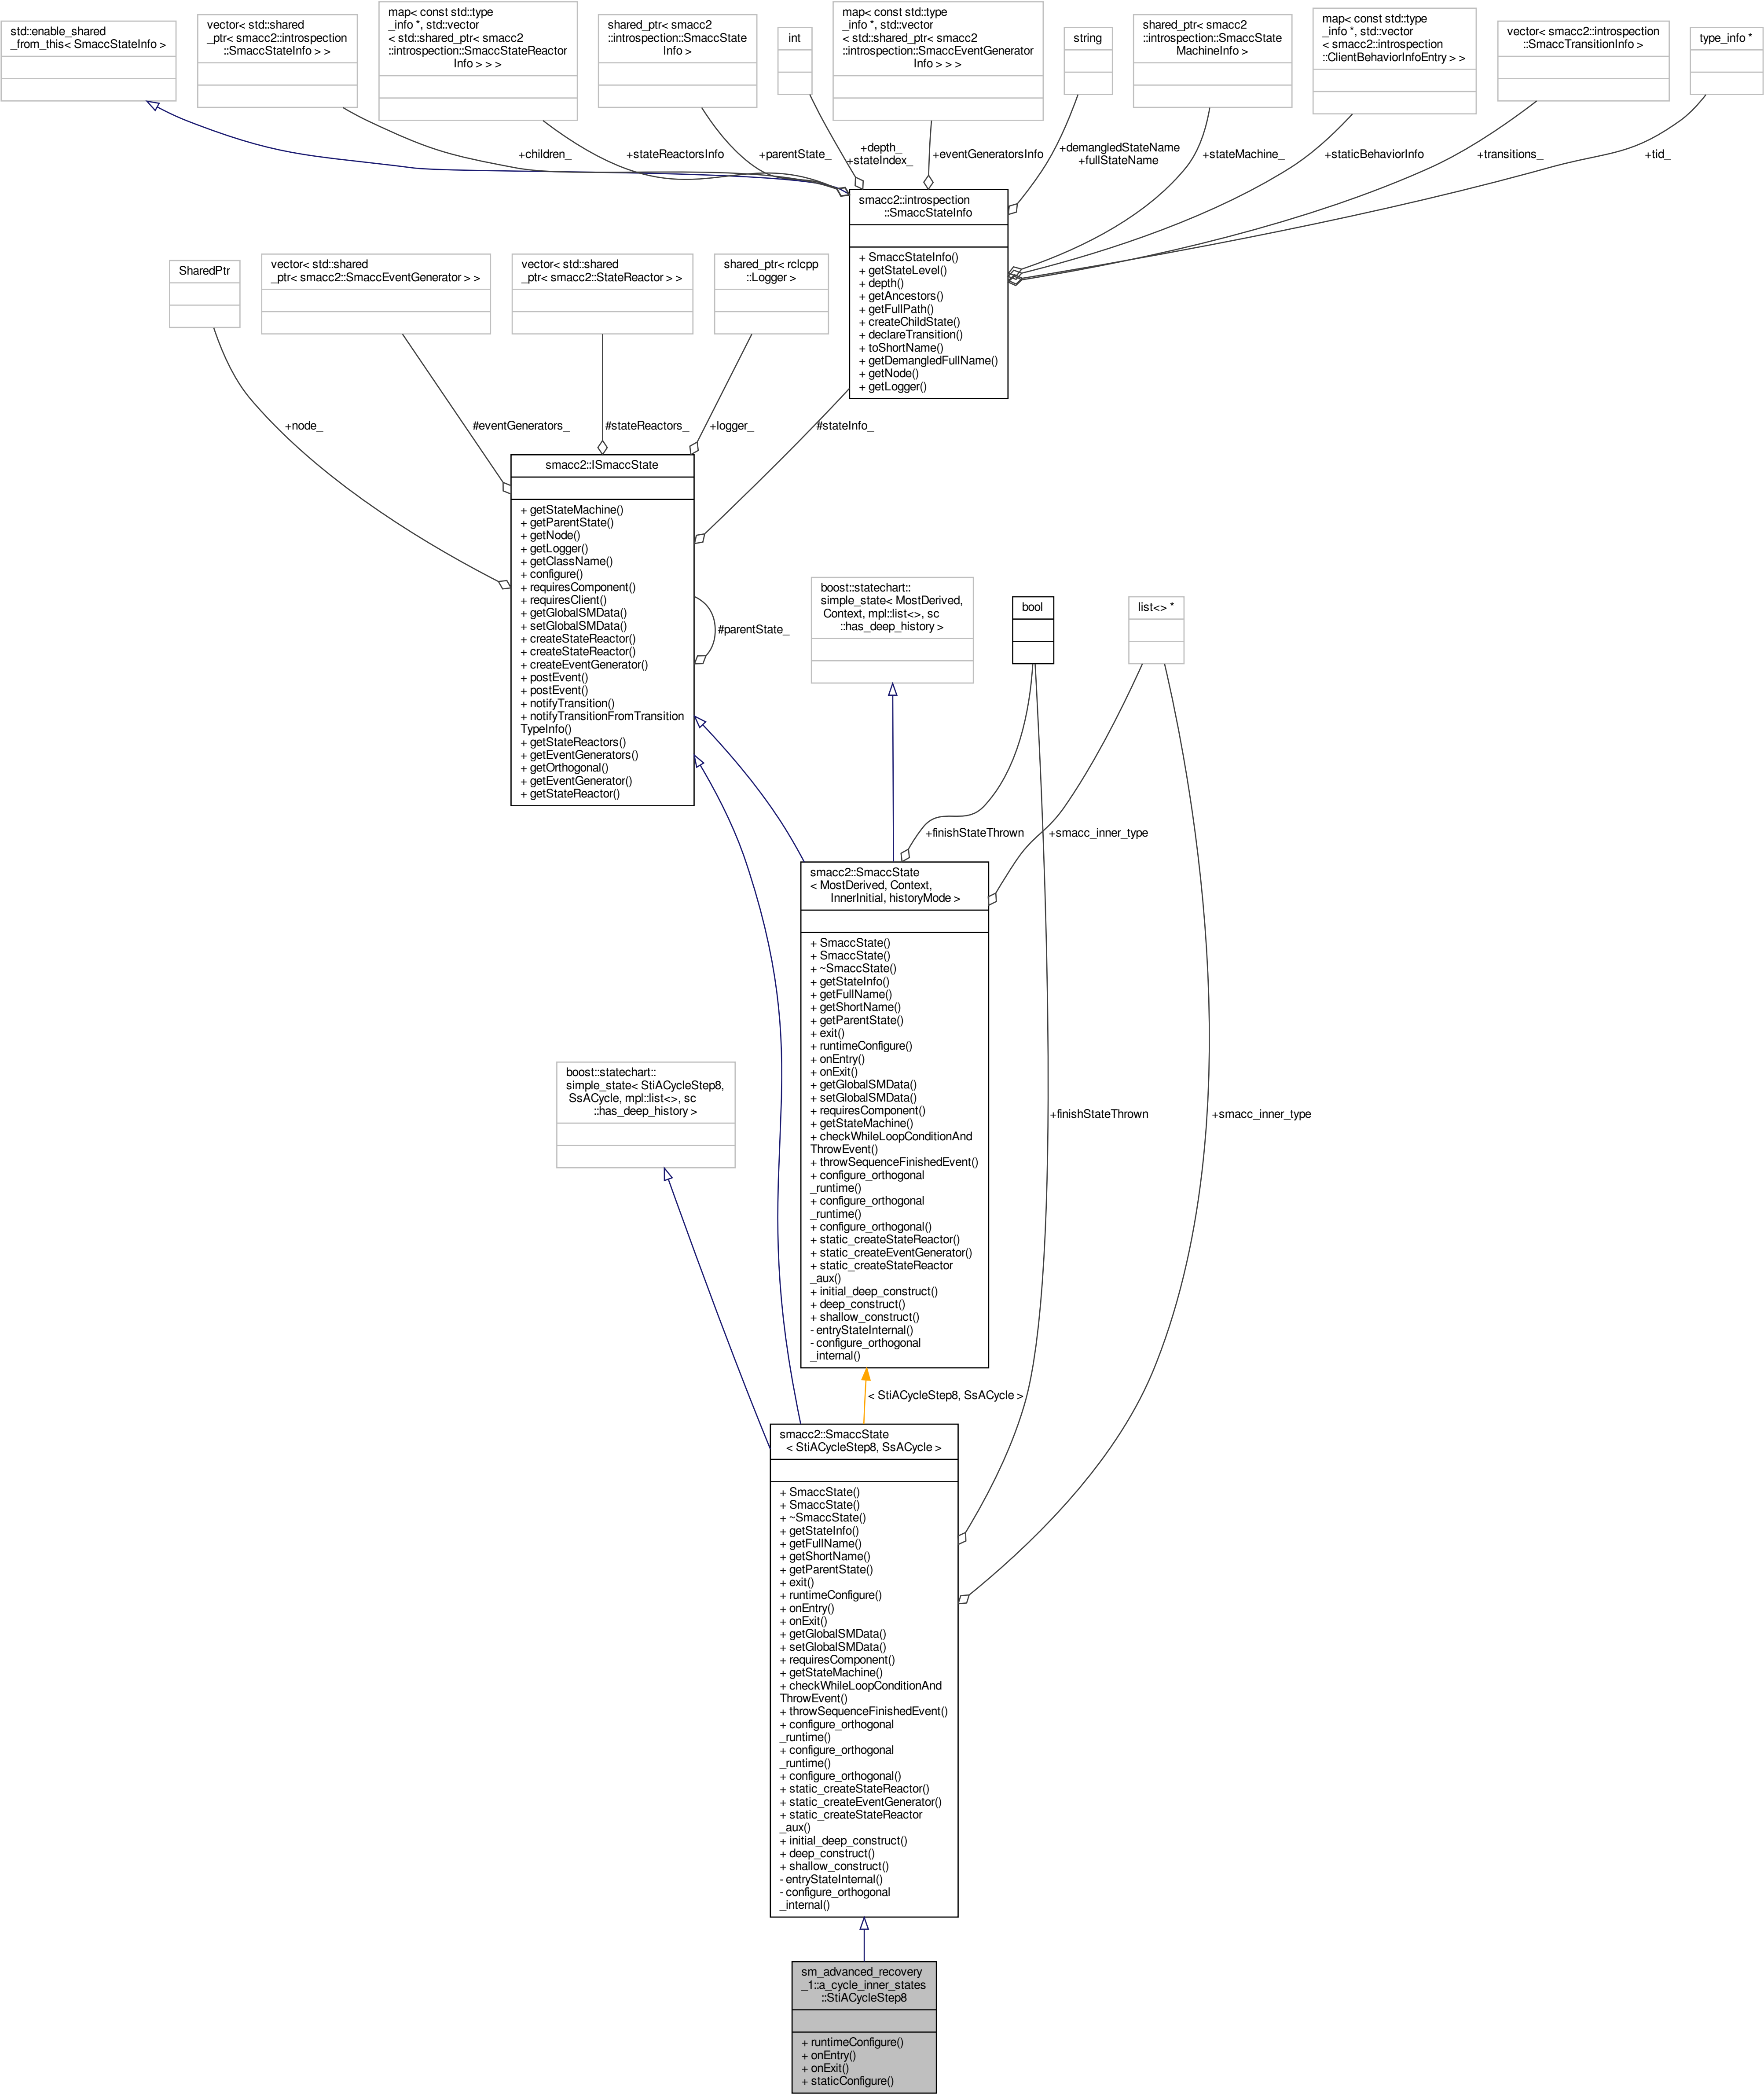 std::enable_shared
_from_this< SmaccStateInfo >
vector< std::shared
_ptr< smacc2::introspection
::SmaccStateInfo > >
map< const std::type
_info *, std::vector
< std::shared_ptr< smacc2
::introspection::SmaccStateReactor
Info > > >
shared_ptr< smacc2
::introspection::SmaccState
Info >
int
map< const std::type
_info *, std::vector
< std::shared_ptr< smacc2
::introspection::SmaccEventGenerator
Info > > >
string
shared_ptr< smacc2
::introspection::SmaccState
MachineInfo >
map< const std::type
_info *, std::vector
< smacc2::introspection
::ClientBehaviorInfoEntry > >
vector< smacc2::introspection
::SmaccTransitionInfo >
type_info *
+children_
+stateReactorsInfo
+parentState_
+depth_
+stateIndex_
+eventGeneratorsInfo
+demangledStateName
+fullStateName
+stateMachine_
+staticBehaviorInfo
+transitions_
+tid_
smacc2::introspection
::SmaccStateInfo
+ SmaccStateInfo()
+ getStateLevel()
+ depth()
+ getAncestors()
+ getFullPath()
+ createChildState()
+ declareTransition()
+ toShortName()
+ getDemangledFullName()
+ getNode()
+ getLogger()
SharedPtr
vector< std::shared
_ptr< smacc2::SmaccEventGenerator > >
vector< std::shared
_ptr< smacc2::StateReactor > >
shared_ptr< rclcpp
::Logger >
+node_
#eventGenerators_
#stateReactors_
+logger_
#stateInfo_
smacc2::ISmaccState
+ getStateMachine()
+ getParentState()
+ getNode()
+ getLogger()
+ getClassName()
+ configure()
+ requiresComponent()
+ requiresClient()
+ getGlobalSMData()
+ setGlobalSMData()
+ createStateReactor()
+ createStateReactor()
+ createEventGenerator()
+ postEvent()
+ postEvent()
+ notifyTransition()
+ notifyTransitionFromTransition
TypeInfo()
+ getStateReactors()
+ getEventGenerators()
+ getOrthogonal()
+ getEventGenerator()
+ getStateReactor()
#parentState_
boost::statechart::
simple_state< MostDerived,
Context, mpl::list<>, sc
::has_deep_history >
bool
list<> *
+finishStateThrown
+smacc_inner_type
smacc2::SmaccState
< MostDerived, Context,
InnerInitial, historyMode >
+ SmaccState()
+ SmaccState()
+ ~SmaccState()
+ getStateInfo()
+ getFullName()
+ getShortName()
+ getParentState()
+ exit()
+ runtimeConfigure()
+ onEntry()
+ onExit()
+ getGlobalSMData()
+ setGlobalSMData()
+ requiresComponent()
+ getStateMachine()
+ checkWhileLoopConditionAnd
ThrowEvent()
+ throwSequenceFinishedEvent()
+ configure_orthogonal
_runtime()
+ configure_orthogonal
_runtime()
+ configure_orthogonal()
+ static_createStateReactor()
+ static_createEventGenerator()
+ static_createStateReactor
_aux()
+ initial_deep_construct()
+ deep_construct()
+ shallow_construct()
- entryStateInternal()
- configure_orthogonal
_internal()
boost::statechart::
simple_state< StiACycleStep8,
SsACycle, mpl::list<>, sc
::has_deep_history >
+finishStateThrown
+smacc_inner_type
< StiACycleStep8, SsACycle >
smacc2::SmaccState
< StiACycleStep8, SsACycle >
+ SmaccState()
+ SmaccState()
+ ~SmaccState()
+ getStateInfo()
+ getFullName()
+ getShortName()
+ getParentState()
+ exit()
+ runtimeConfigure()
+ onEntry()
+ onExit()
+ getGlobalSMData()
+ setGlobalSMData()
+ requiresComponent()
+ getStateMachine()
+ checkWhileLoopConditionAnd
ThrowEvent()
+ throwSequenceFinishedEvent()
+ configure_orthogonal
_runtime()
+ configure_orthogonal
_runtime()
+ configure_orthogonal()
+ static_createStateReactor()
+ static_createEventGenerator()
+ static_createStateReactor
_aux()
+ initial_deep_construct()
+ deep_construct()
+ shallow_construct()
- entryStateInternal()
- configure_orthogonal
_internal()
sm_advanced_recovery
_1::a_cycle_inner_states
::StiACycleStep8
+ runtimeConfigure()
+ onEntry()
+ onExit()
+ staticConfigure()